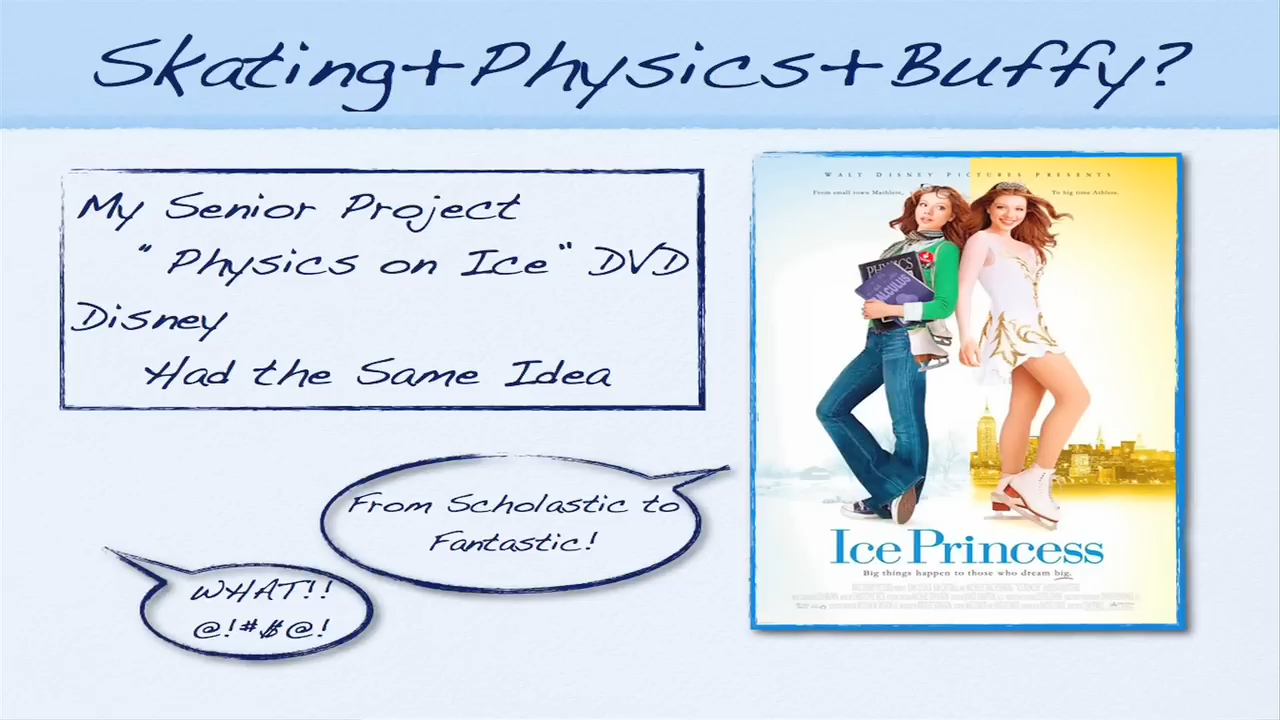 Skating+Physics+Buffy?
My Senior Project
"Physics on Ice" DVD
Disney
Had the Same Idea
From Scholastic to
Fantastic!
WHAT!!
@!#$@!
WALT DISNEY PICTURES PRESENTS
From small town Mathlete,
To big time Athlete.
PHYSICS
CALCULUS
Ice Princess
Big things happen to those who dream big.